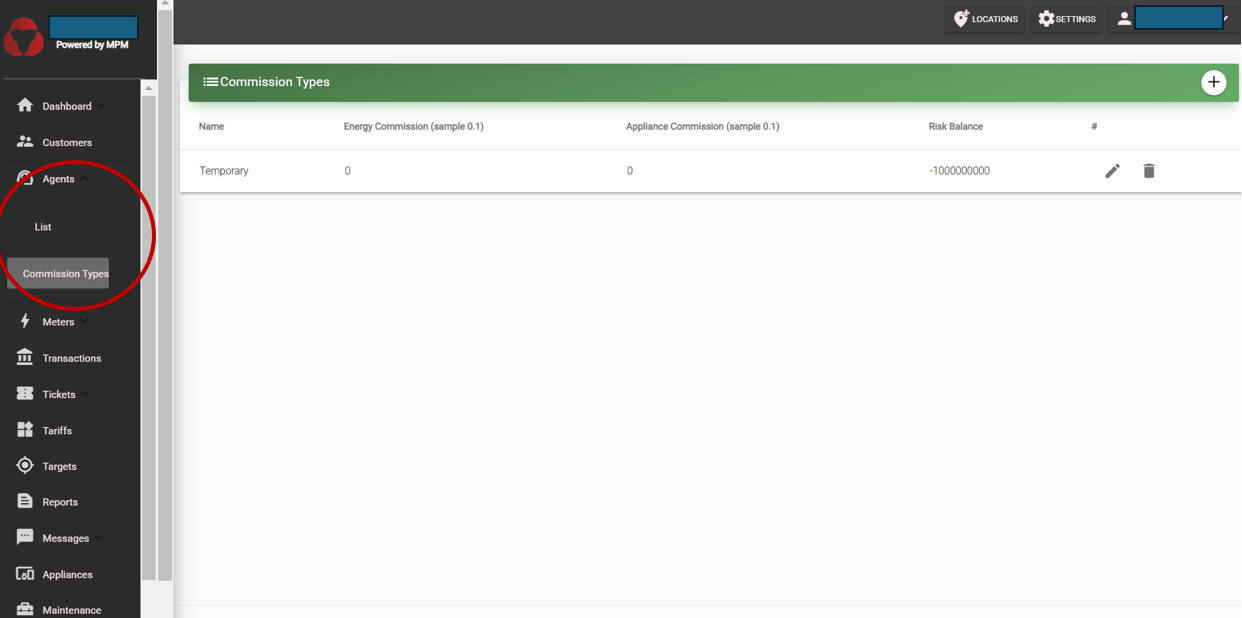 Powered by MPM
LOCATIONS
SETTINGS
Commission Types
Name Energy Commission (sample 0.1) Appliance Commission (sample 0.1) Risk Balance #
Temporary 0 0 -1000000000
Dashboard
Customers
Agents
List
Commission Types
Meters
Transactions
Tickets
Tariffs
Targets
Reports
Messages
Appliances
Maintenance